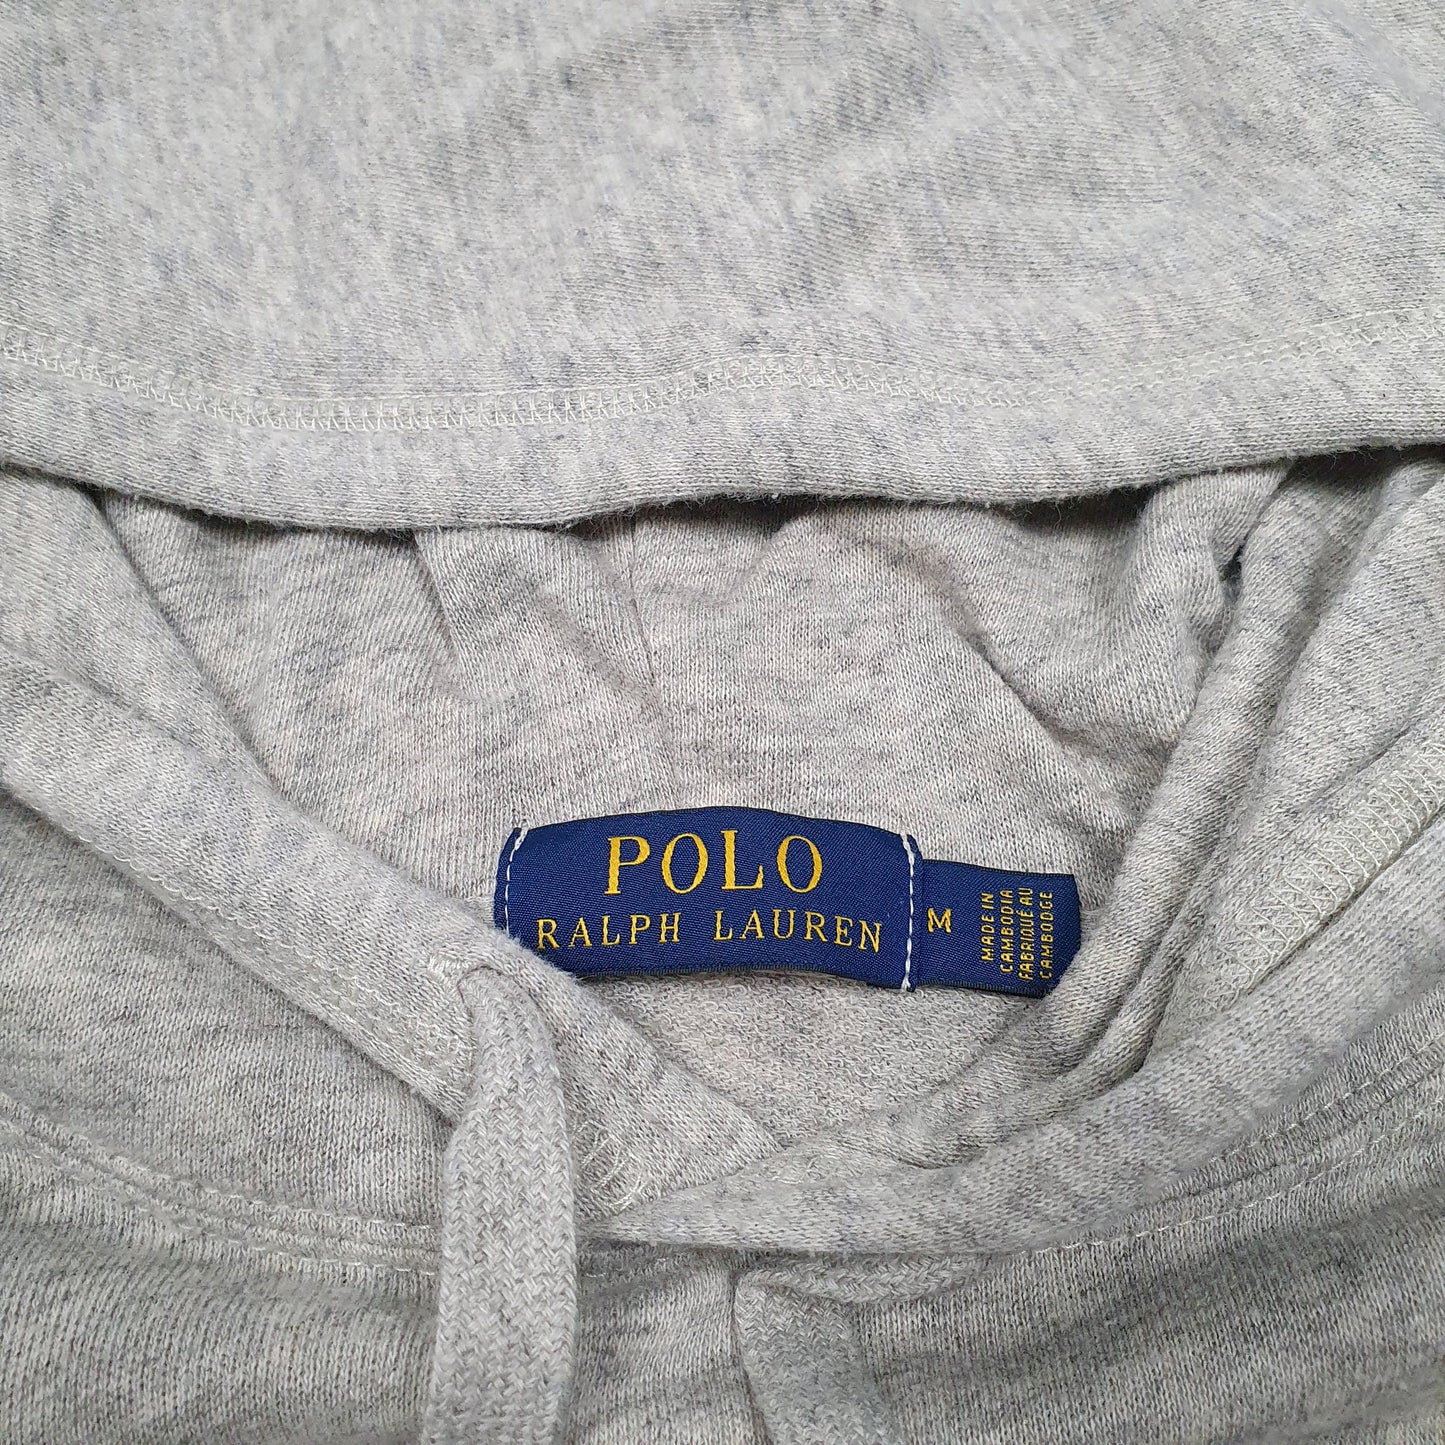 POLO
RALPH LAUREN
M
MADE IN
CAMBODIA
FABRIQUÉ AU
CAMBODGE